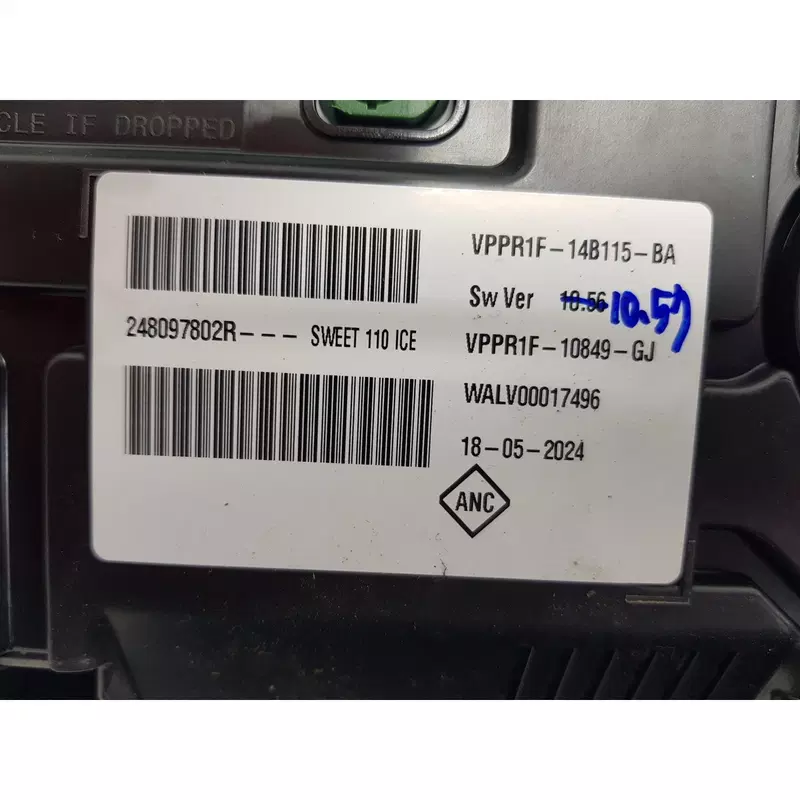 CLE IF DROPPED
VPPR1F-14B115-BA
Sw Ver 10.56 10.57
248097802R--- SWEET 110 ICE
VPPR1F-10849-GJ
WALV00017496
18-05-2024
ANC